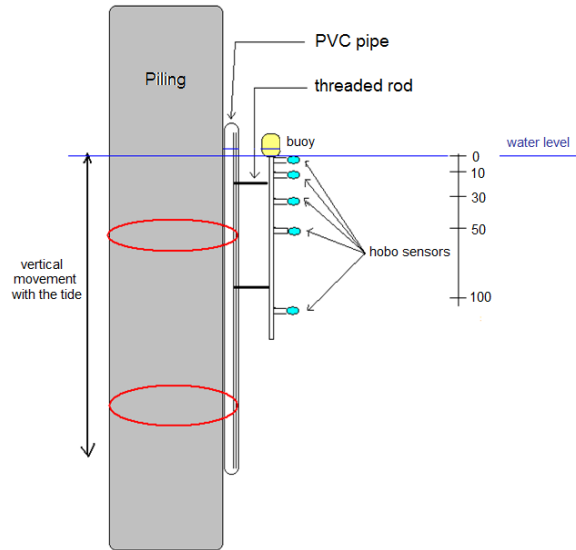 PVC pipe
Piling
threaded rod
buoy
water level
0
10
30
50
hobo sensors
vertical
movement
with the tide
100